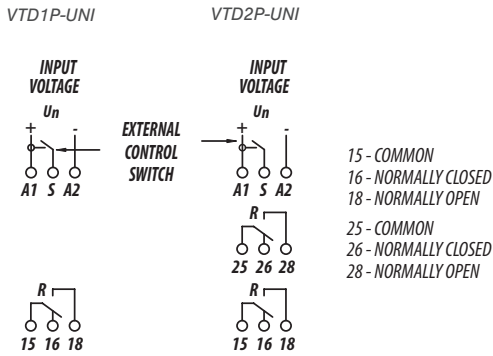 VTD1P-UNI
VTD2P-UNI
INPUT
VOLTAGE
Un
+ -
A1 S A2
EXTERNAL
CONTROL
SWITCH
INPUT
VOLTAGE
Un
+ -
A1 S A2
R
25 26 28
R
15 16 18
R
15 16 18
15 - COMMON
16 - NORMALLY CLOSED
18 - NORMALLY OPEN
25 - COMMON
26 - NORMALLY CLOSED
28 - NORMALLY OPEN